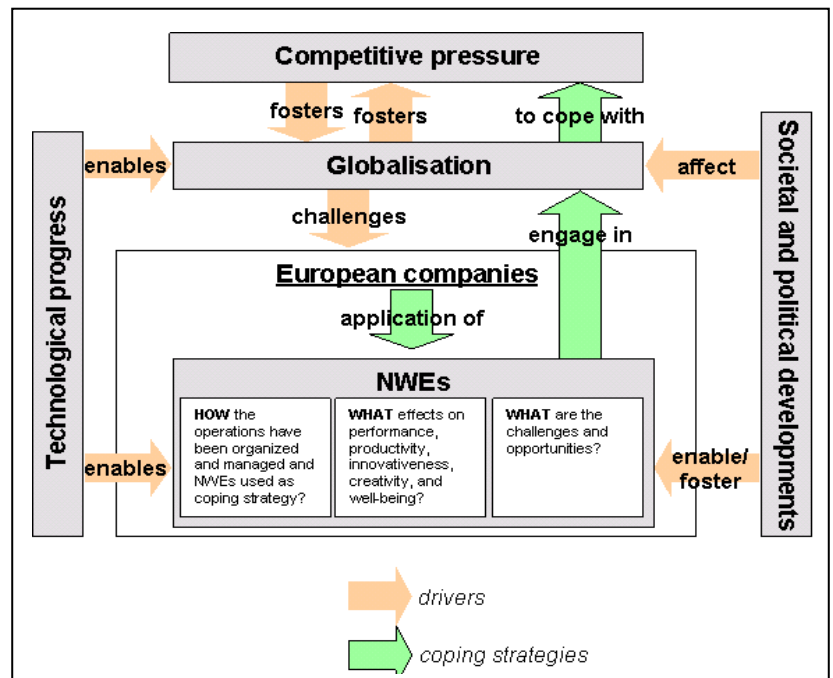 Competitive pressure
fosters
fosters
to cope with
Technological progress
enables
Globalisation
affect
Societal and political developments
challenges
engage in
European companies
application of
NWEs
HOW the
operations have
been organized
and managed and
NWEs used as
coping strategy?
WHAT effects on
performance,
productivity,
innovativeness,
creativity, and
well-being?
WHAT are the
challenges and
opportunities?
enables
enable/
foster
drivers
coping strategies